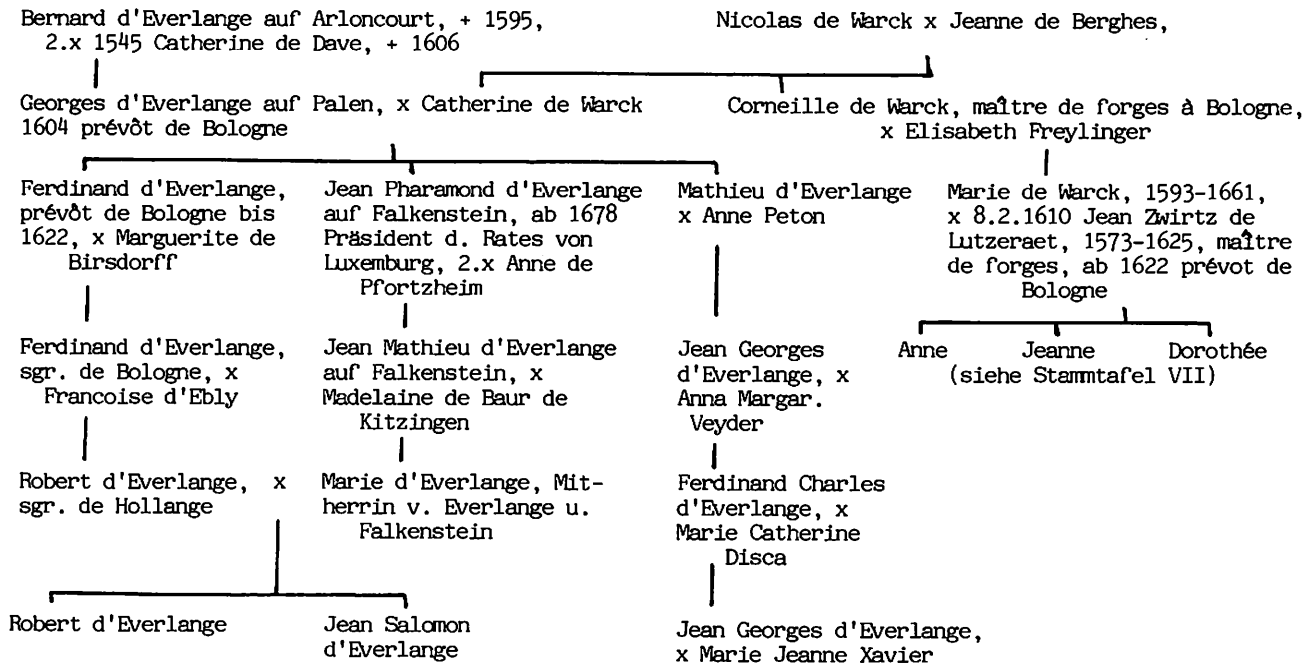 Bernard d'Everlange auf Arloncourt, + 1595,
2.x 1545 Catherine de Dave, + 1606
Nicolas de Warck x Jeanne de Berghes,
Georges d'Everlange auf Palen, x Catherine de Warck
1604 prévôt de Bologne
Corneille de Warck, maître de forges à Bologne,
x Elisabeth Freylinger
Ferdinand d'Everlange,
prévôt de Bologne bis
1622, x Marguerite de
Birsdorff
Jean Pharamond d'Everlange
auf Falkenstein, ab 1678
Präsident d. Rates von
Luxemburg, 2.x Anne de
Pfortzheim
Mathieu d'Everlange
x Anne Peton
Marie de Warck, 1593-1661,
x 8.2.1610 Jean Zwirtz de
Lutzeraet, 1573-1625, maître
de forges, ab 1622 prévot de
Bologne
Ferdinand d'Everlange,
sgr. de Bologne, x
Francoise d'Ebly
Jean Mathieu d'Everlange
auf Falkenstein, x
Madelaine de Baur de
Kitzingen
Jean Georges
d'Everlange, x
Anna Margar.
Veyder
Anne Jeanne Dorothée
(siehe Stammtafel VII)
Robert d'Everlange, x
sgr. de Hollange
Marie d'Everlange, Mit-
herrin v. Everlange u.
Falkenstein
Ferdinand Charles
d'Everlange, x
Marie Catherine
Disca
Robert d'Everlange
Jean Salomon
d'Everlange
Jean Georges d'Everlange,
x Marie Jeanne Xavier